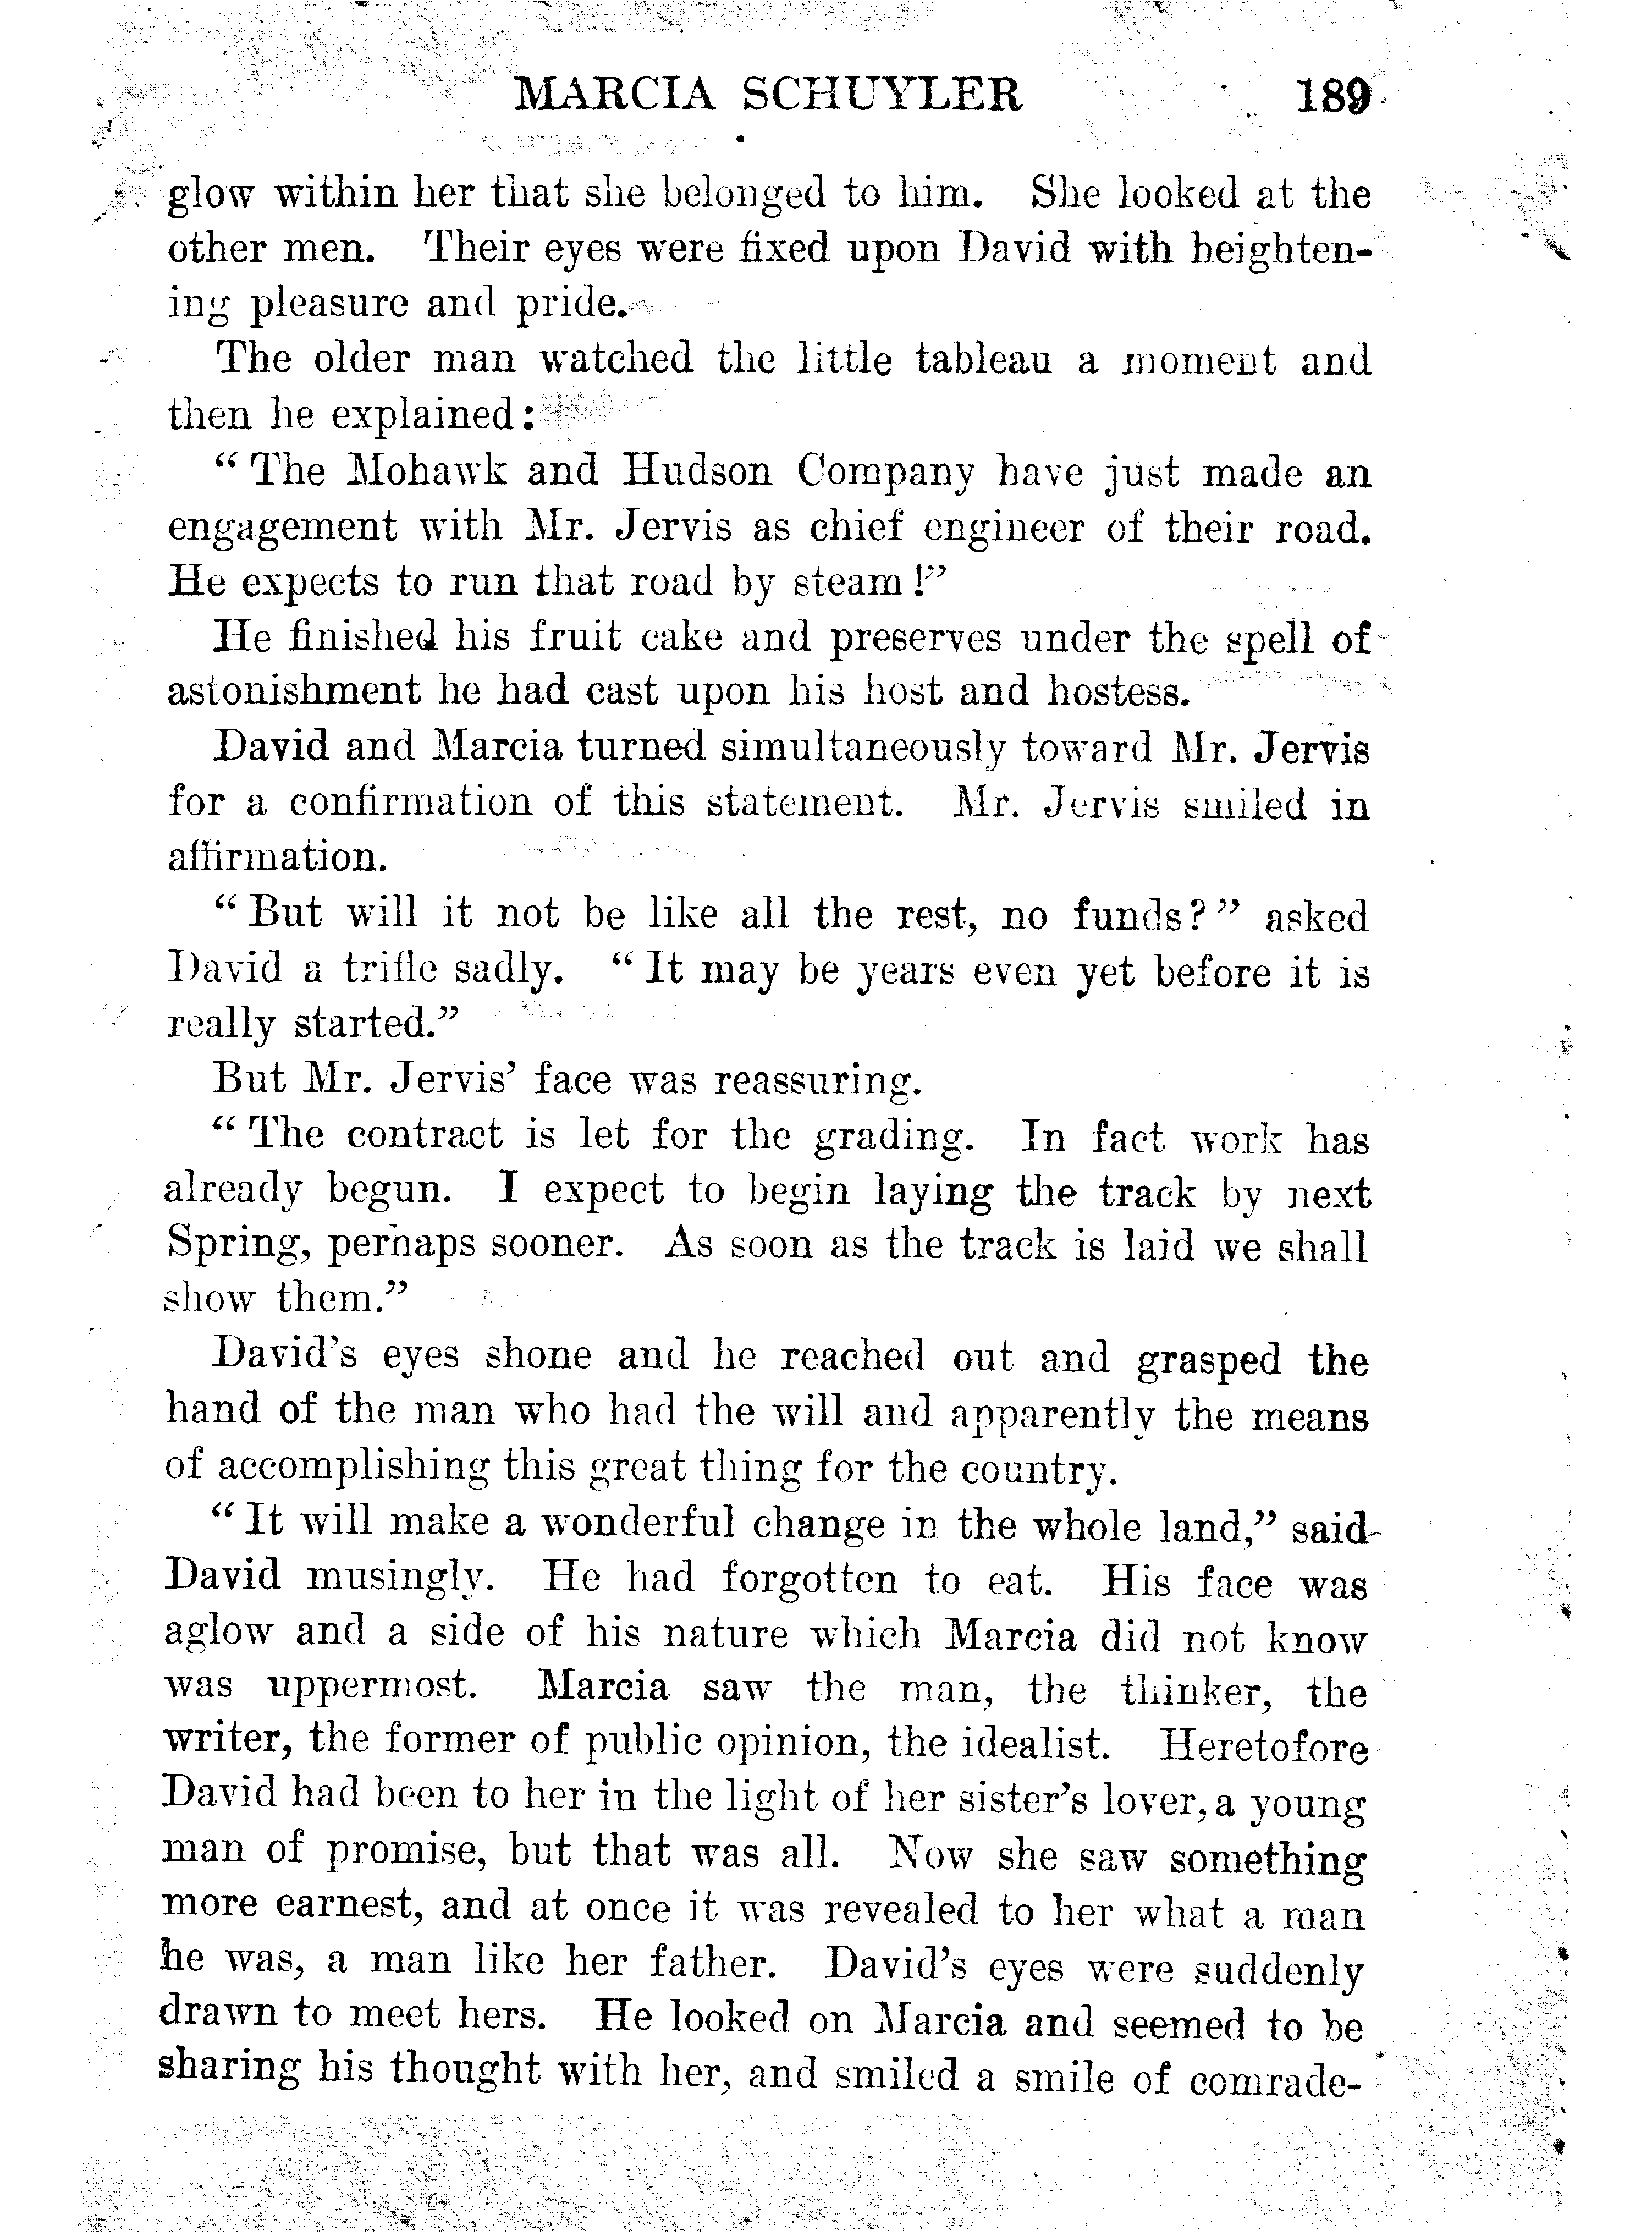 MARCIA SCHUYLER 189
glow within her that she belonged to him. She looked at the
other men. Their eyes were fixed upon David with heighten-
ing pleasure and pride.
The older man watched the little tableau a moment and
then he explained:
“The Mohawk and Hudson Company have just made an
engagement with Mr. Jervis as chief engineer of their road.
He expects to run that road by steam!”
He finished his fruit cake and preserves under the spell of
astonishment he had cast upon his host and hostess.
David and Marcia turned simultaneously toward Mr. Jervis
for a confirmation of this statement. Mr. Jervis smiled in
affirmation.
“But will it not be like all the rest, no funds?” asked
David a trifle sadly. “It may be years even yet before it is
really started.”
But Mr. Jervis’ face was reassuring.
“The contract is let for the grading. In fact work has
already begun. I expect to begin laying the track by next
Spring, perhaps sooner. As soon as the track is laid we shall
show them.”
David’s eyes shone and he reached out and grasped the
hand of the man who had the will and apparently the means
of accomplishing this great thing for the country.
“It will make a wonderful change in the whole land,” said
David musingly. He had forgotten to eat. His face was
aglow and a side of his nature which Marcia did not know
was uppermost. Marcia saw the man, the thinker, the
writer, the former of public opinion, the idealist. Heretofore
David had been to her in the light of her sister’s lover, a young
man of promise, but that was all. Now she saw something
more earnest, and at once it was revealed to her what a man
he was, a man like her father. David’s eyes were suddenly
drawn to meet hers. He looked on Marcia and seemed to be
sharing his thought with her, and smiled a smile of comrade-